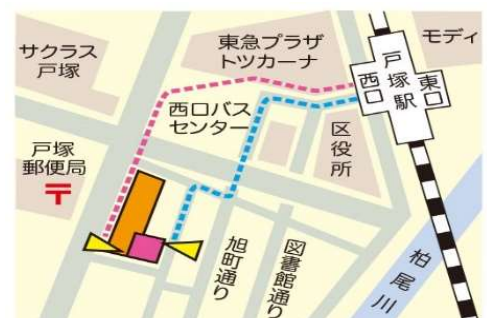 サクラス
戸塚
東急プラザ
トツカーナ
モディ
戸塚駅
西口
東口
西口バス
センター
区役所
戸塚
郵便局
〒
旭町通り
図書館通り
柏尾川